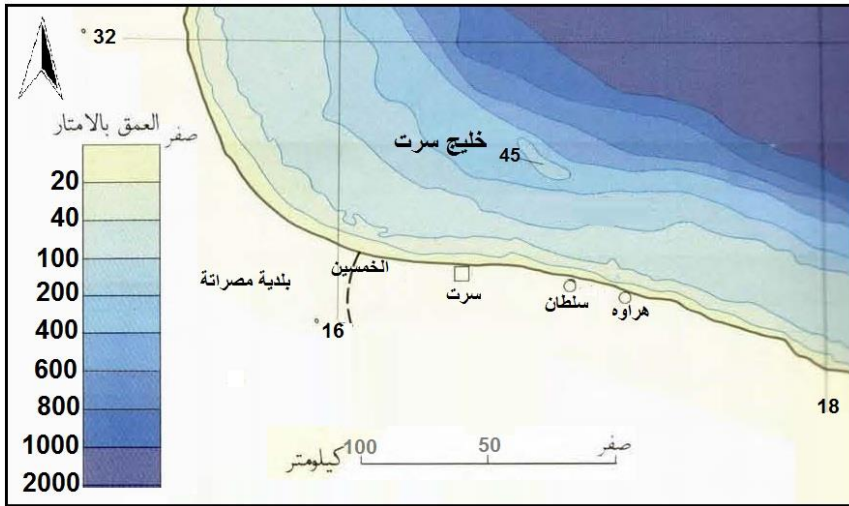 32 °
العمق بالامتار
صفر
20
40
100
200
400
600
800
1000
2000
خليج سرت
45
الخمسين
بلدية مصراتة
سرت
سلطان
هراوه
16 °
18
صفر
50
100
كيلومتر